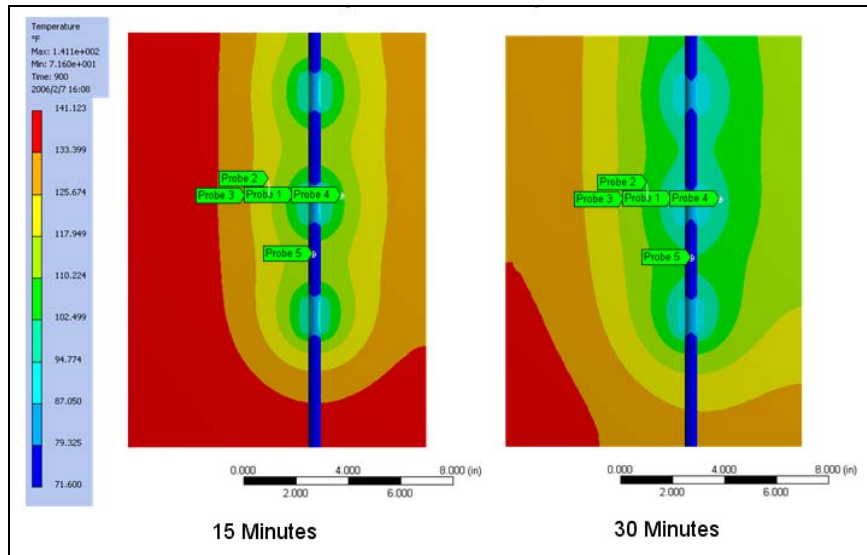 Temperature
°F
Max: 1.411e+002
Min: 7.160e+001
Time: 900
2006/2/7 16:08
141.123
133.399
125.674
117.949
110.224
102.499
94.774
87.050
79.325
71.600
Probe 2
Probe 3
Probe 1
Probe 4
Probe 5
0.000
4.000
8.000 (in)
2.000
6.000
15 Minutes
Probe 2
Probe 3
Probe 1
Probe 4
Probe 5
0.000
4.000
8.000 (in)
2.000
6.000
30 Minutes